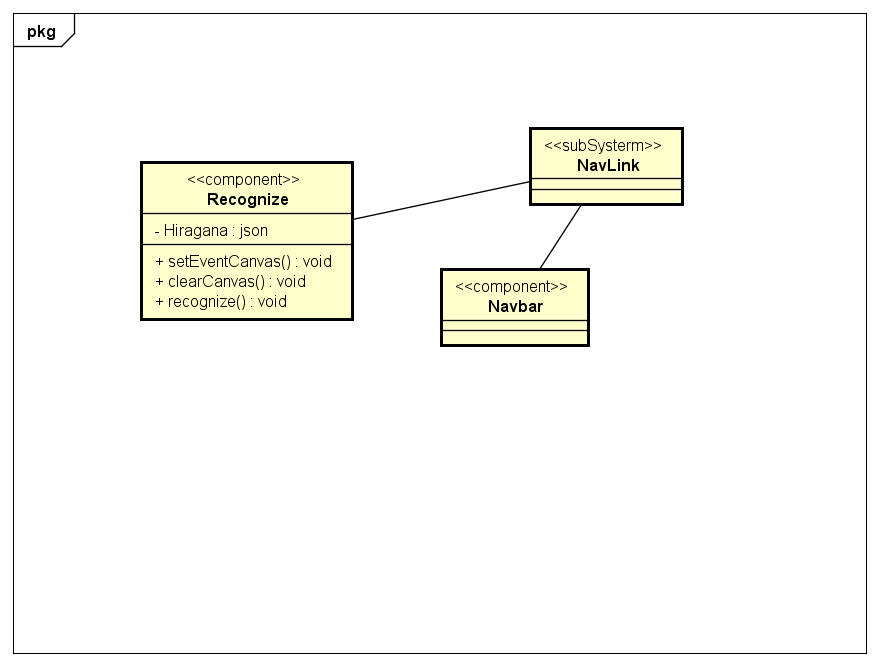 pkg
<<component>>
Recognize
- Hiragana : json
+ setEventCanvas() : void
+ clearCanvas() : void
+ recognize() : void
<<subSysterm>>
NavLink
<<component>>
Navbar